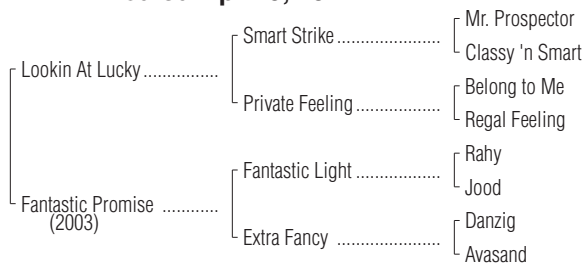 Smart Strike ....................
Mr. Prospector
Classy 'n Smart
Lookin At Lucky ..............
Private Feeling ..................
Belong to Me
Regal Feeling
Fantastic Light ..................
Rahy
Jood
Fantastic Promise ............
(2003)
Extra Fancy .....................
Danzig
Avasand